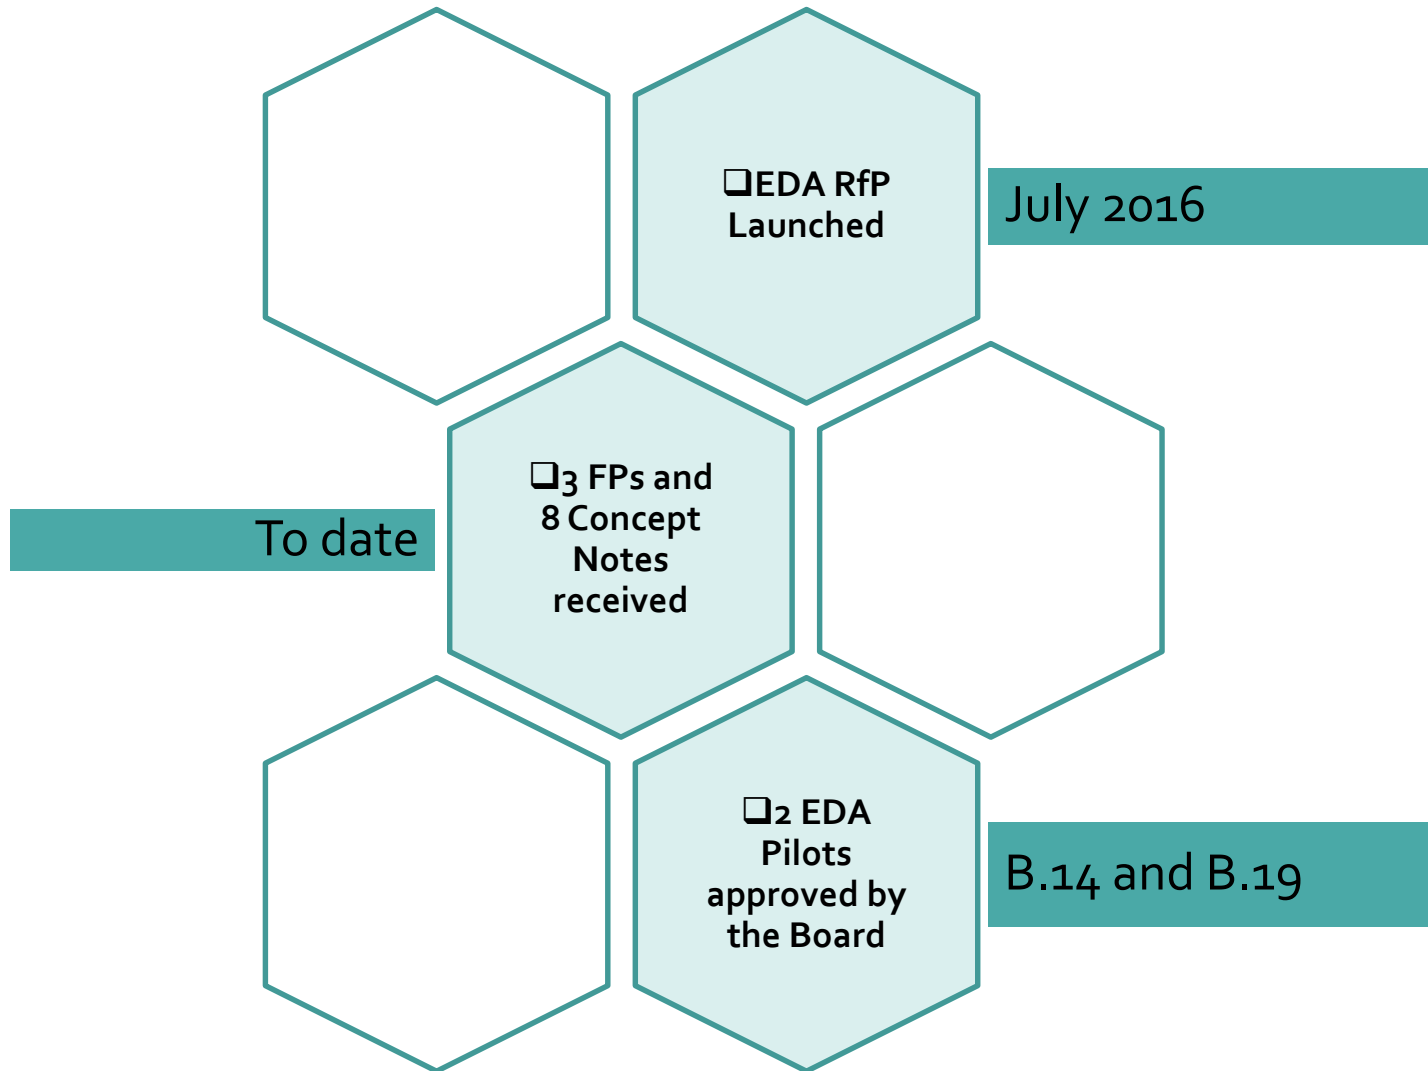 ❑EDA RfP
Launched
July 2016
To date
❑3 FPs and
8 Concept
Notes
received
❑2 EDA
Pilots
approved by
the Board
B.14 and B.19